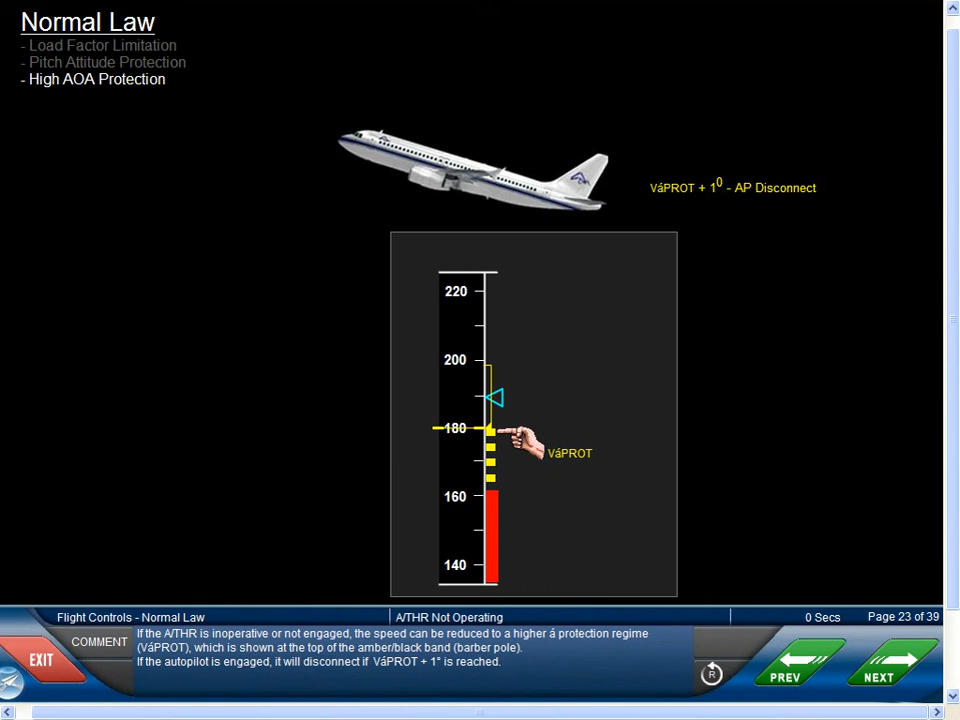 Normal Law
- Load Factor Limitation
- Pitch Attitude Protection
- High AOA Protection
VáPROT + 1⁰ - AP Disconnect
220
200
180
VáPROT
160
140
Flight Controls - Normal Law
A/THR Not Operating
0 Secs
Page 23 of 39
EXIT
COMMENT
If the A/THR is inoperative or not engaged, the speed can be reduced to a higher á protection regime
(VáPROT), which is shown at the top of the amber/black band (barber pole).
If the autopilot is engaged, it will disconnect if VáPROT + 1° is reached.
R
PREV
NEXT